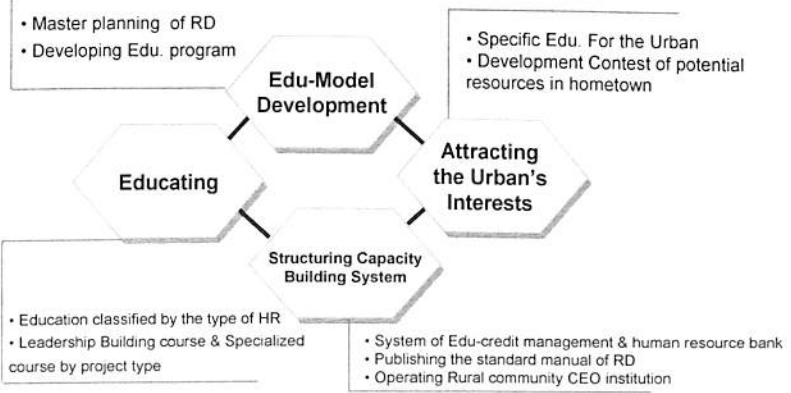 • Master planning of RD
• Developing Edu. program
Edu-Model
Development
• Specific Edu. For the Urban
• Development Contest of potential
resources in hometown
Educating
Attracting
the Urban's
Interests
Structuring Capacity
Building System
• Education classified by the type of HR
• Leadership Building course & Specialized
course by project type
• System of Edu-credit management & human resource bank
• Publishing the standard manual of RD
• Operating Rural community CEO institution